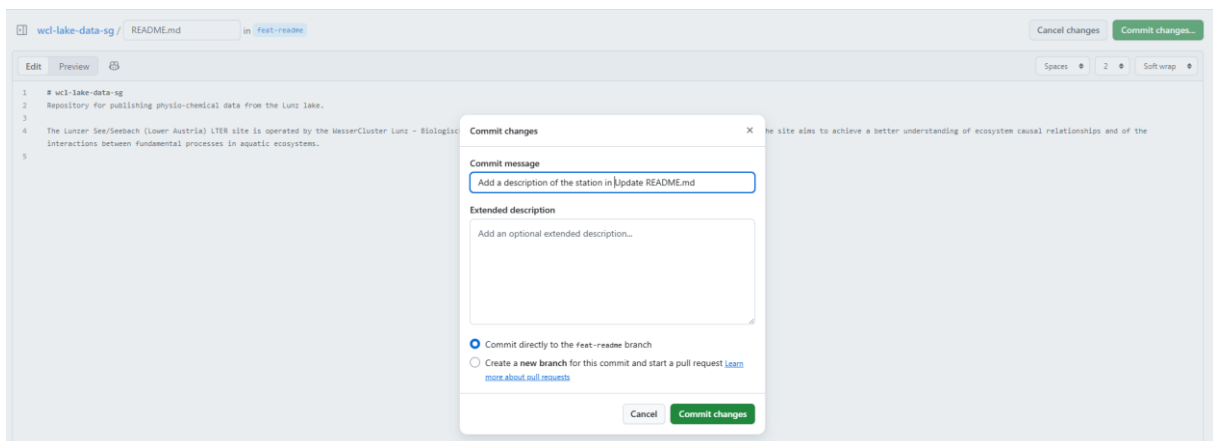 wcl-lake-data-sg / README.md in feat-readme Cancel changes Commit changes...
Edit Preview Spaces 2 Soft wrap
1 # wcl-lake-data-sg
2 Repository for publishing physio-chemical data from the Lunz lake.
3
4 The Lunzer See/Seebach (Lower Austria) LTER site is operated by the WasserCluster Lunz – Biologisc he site aims to achieve a better understanding of ecosystem causal relationships and of the
interactions between fundamental processes in aquatic ecosystems.
5
Commit changes
Commit message
Add a description of the station in Update README.md
Extended description
Add an optional extended description...
Commit directly to the feat-readme branch
Create a new branch for this commit and start a pull request Learn
more about pull requests
Cancel Commit changes